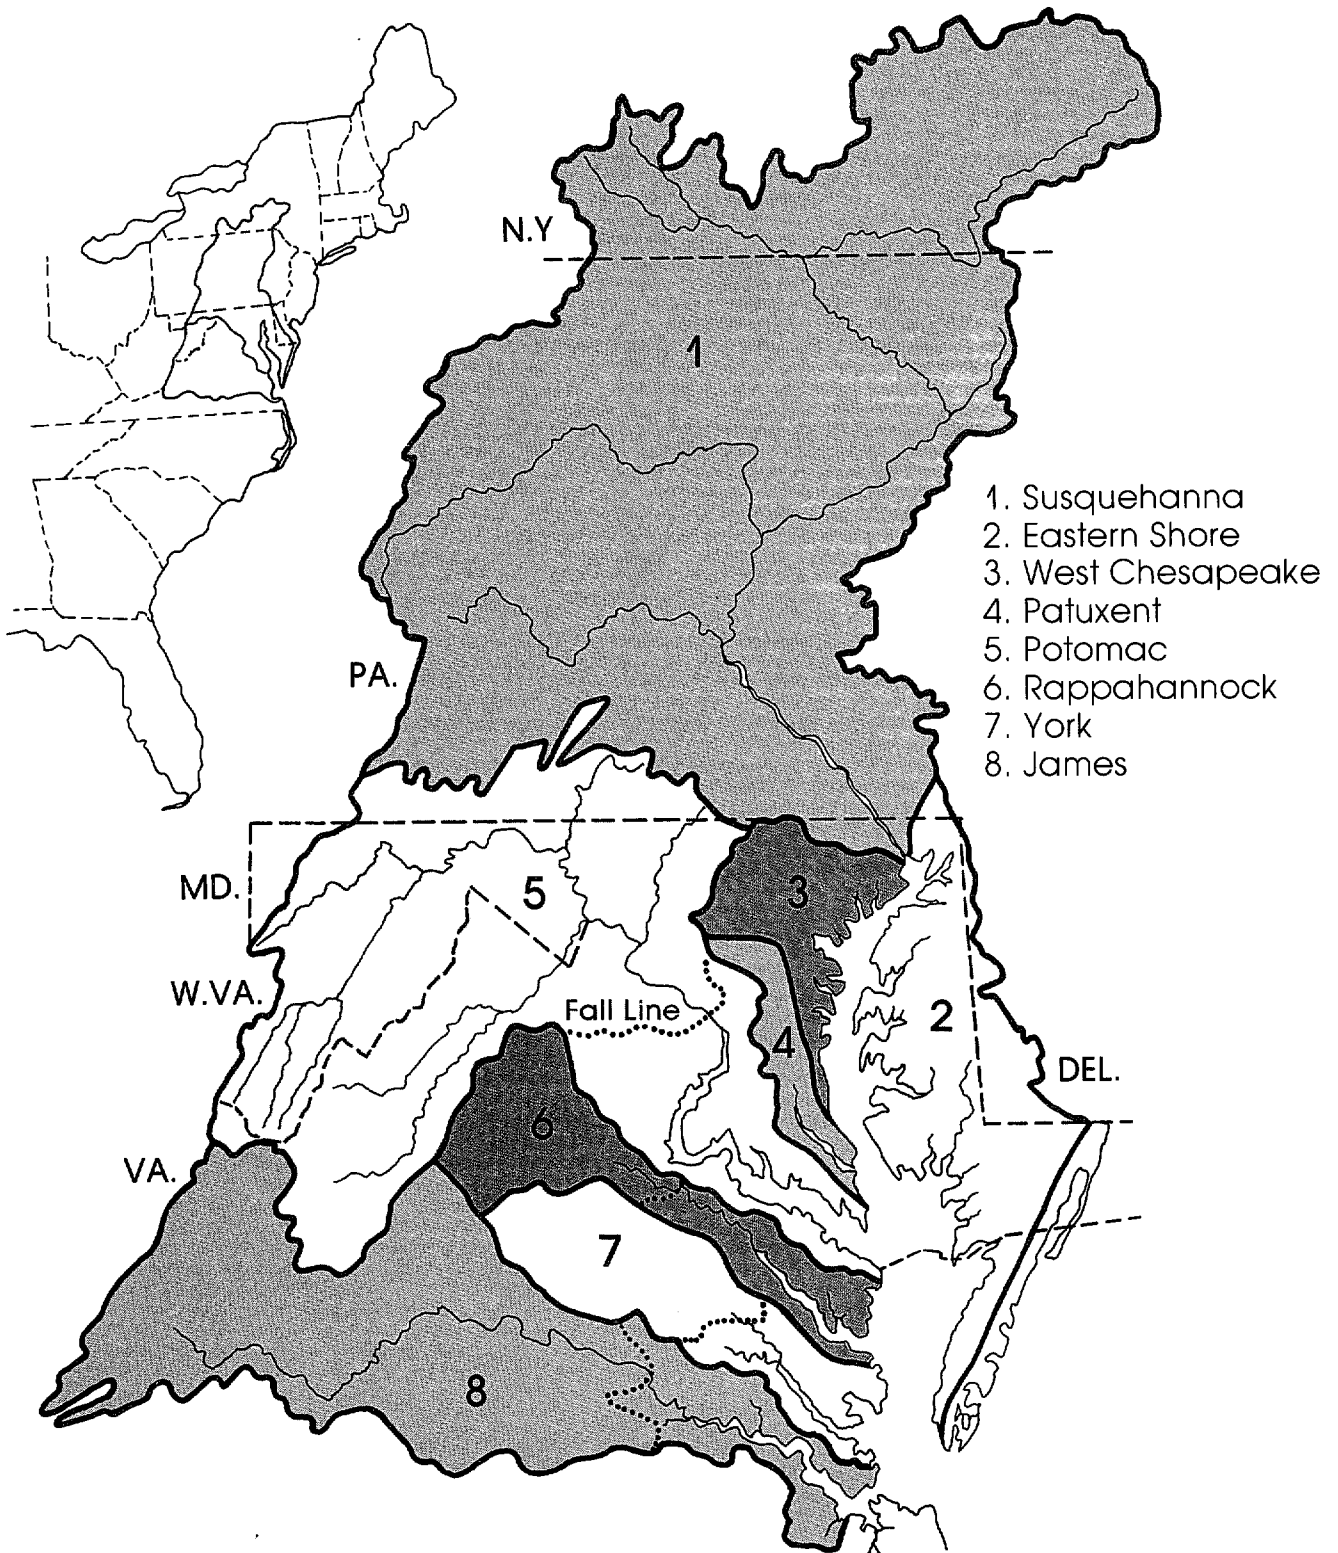 N.Y
1
1. Susquehanna
2. Eastern Shore
3. West Chesapeake
4. Patuxent
5. Potomac
6. Rappahannock
7. York
8. James
PA.
MD.
5
3
W.VA.
Fall Line
2
4
DEL.
6
VA.
7
8